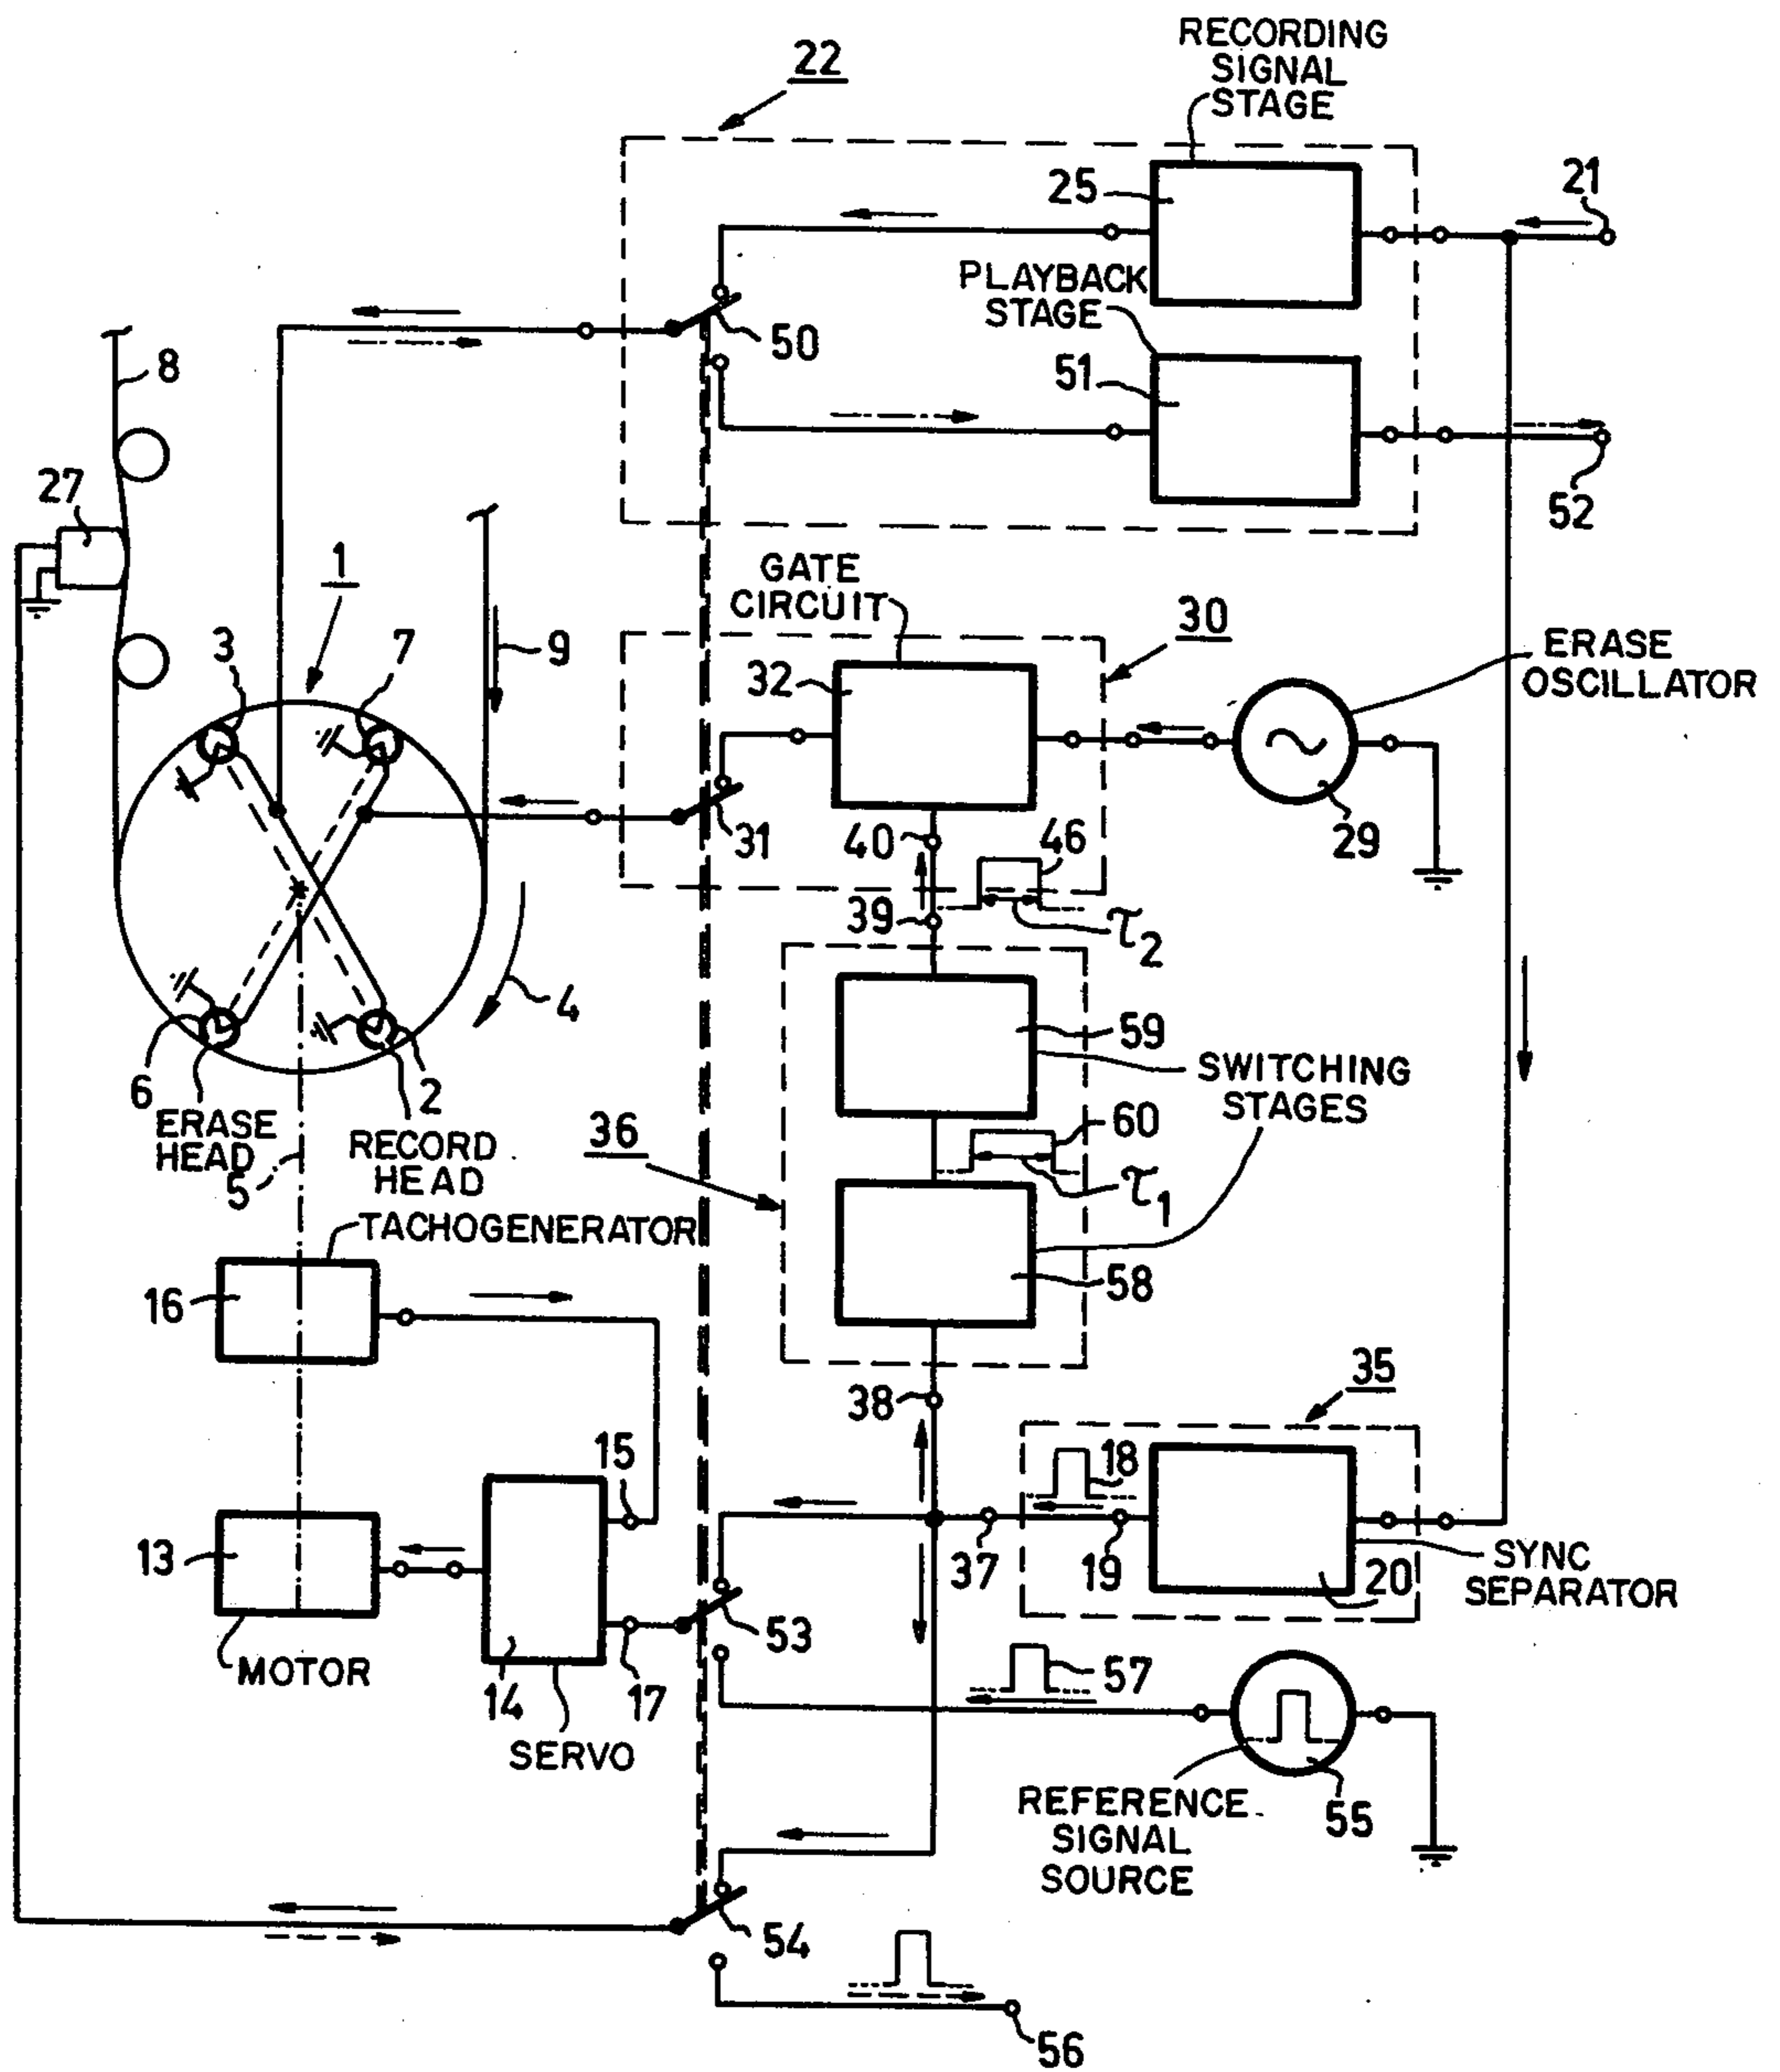 RECORDING
SIGNAL
STAGE
22
25
21
PLAYBACK
STAGE
50
51
52
8
27
GATE
CIRCUIT
1
30
3
7
9
32
ERASE
OSCILLATOR
31
40
46
29
39
τ2
4
59
SWITCHING
STAGES
6
2
ERASE
HEAD
RECORD
HEAD
5
36
60
τ1
TACHOGENERATOR
58
16
38
35
15
18
13
37
19
20
SYNC
SEPARATOR
53
57
MOTOR
14
17
SERVO
REFERENCE
SIGNAL
SOURCE
55
54
56